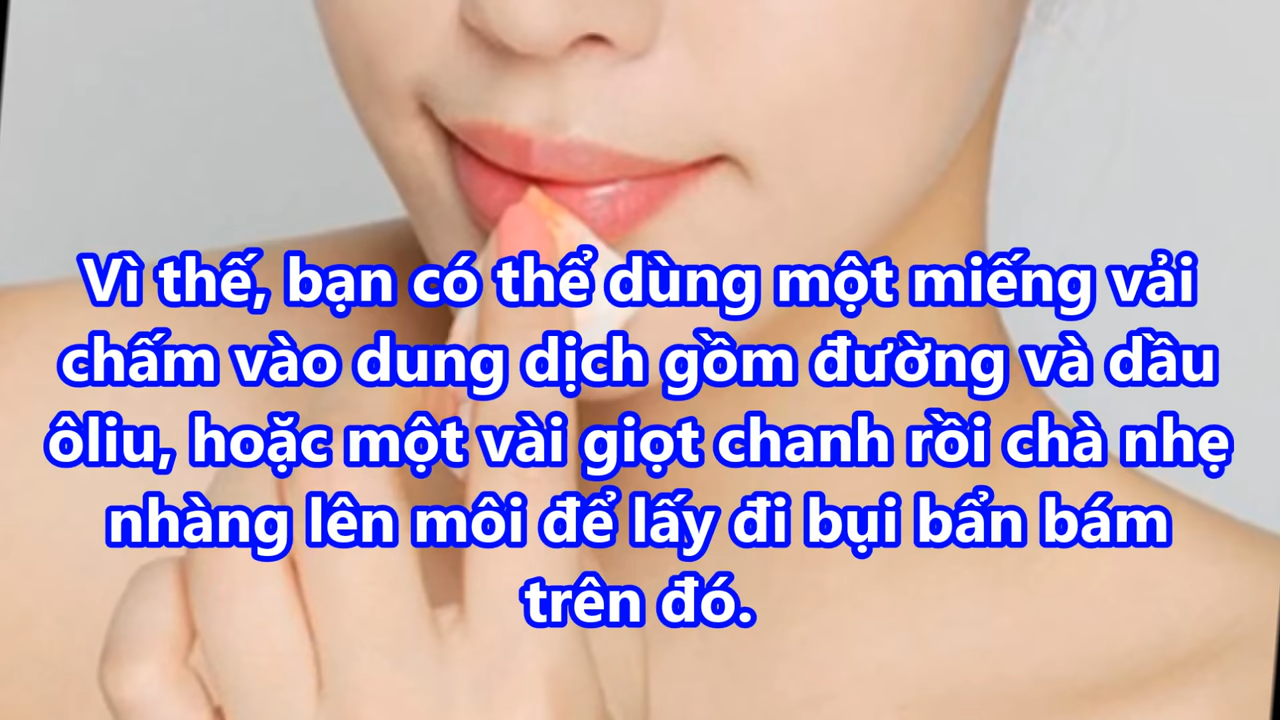 Vì thế, bạn có thể dùng một miếng vải
chấm vào dung dịch gồm đường và dầu
ôliu, hoặc một vài giọt chanh rồi chà nhẹ
nhàng lên môi để lấy đi bụi bẩn bám
trên đó.